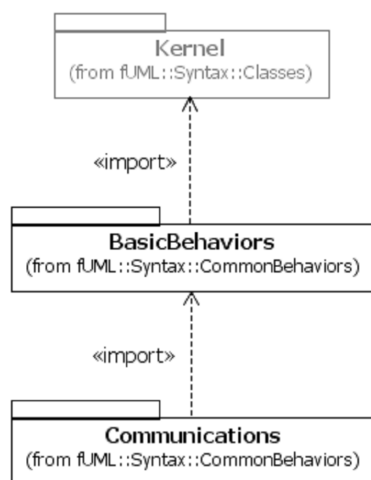 Kernel
(from fUML::Syntax::Classes)
«import»
BasicBehaviors
(from fUML::Syntax::CommonBehaviors)
«import»
Communications
(from fUML::Syntax::CommonBehaviors)